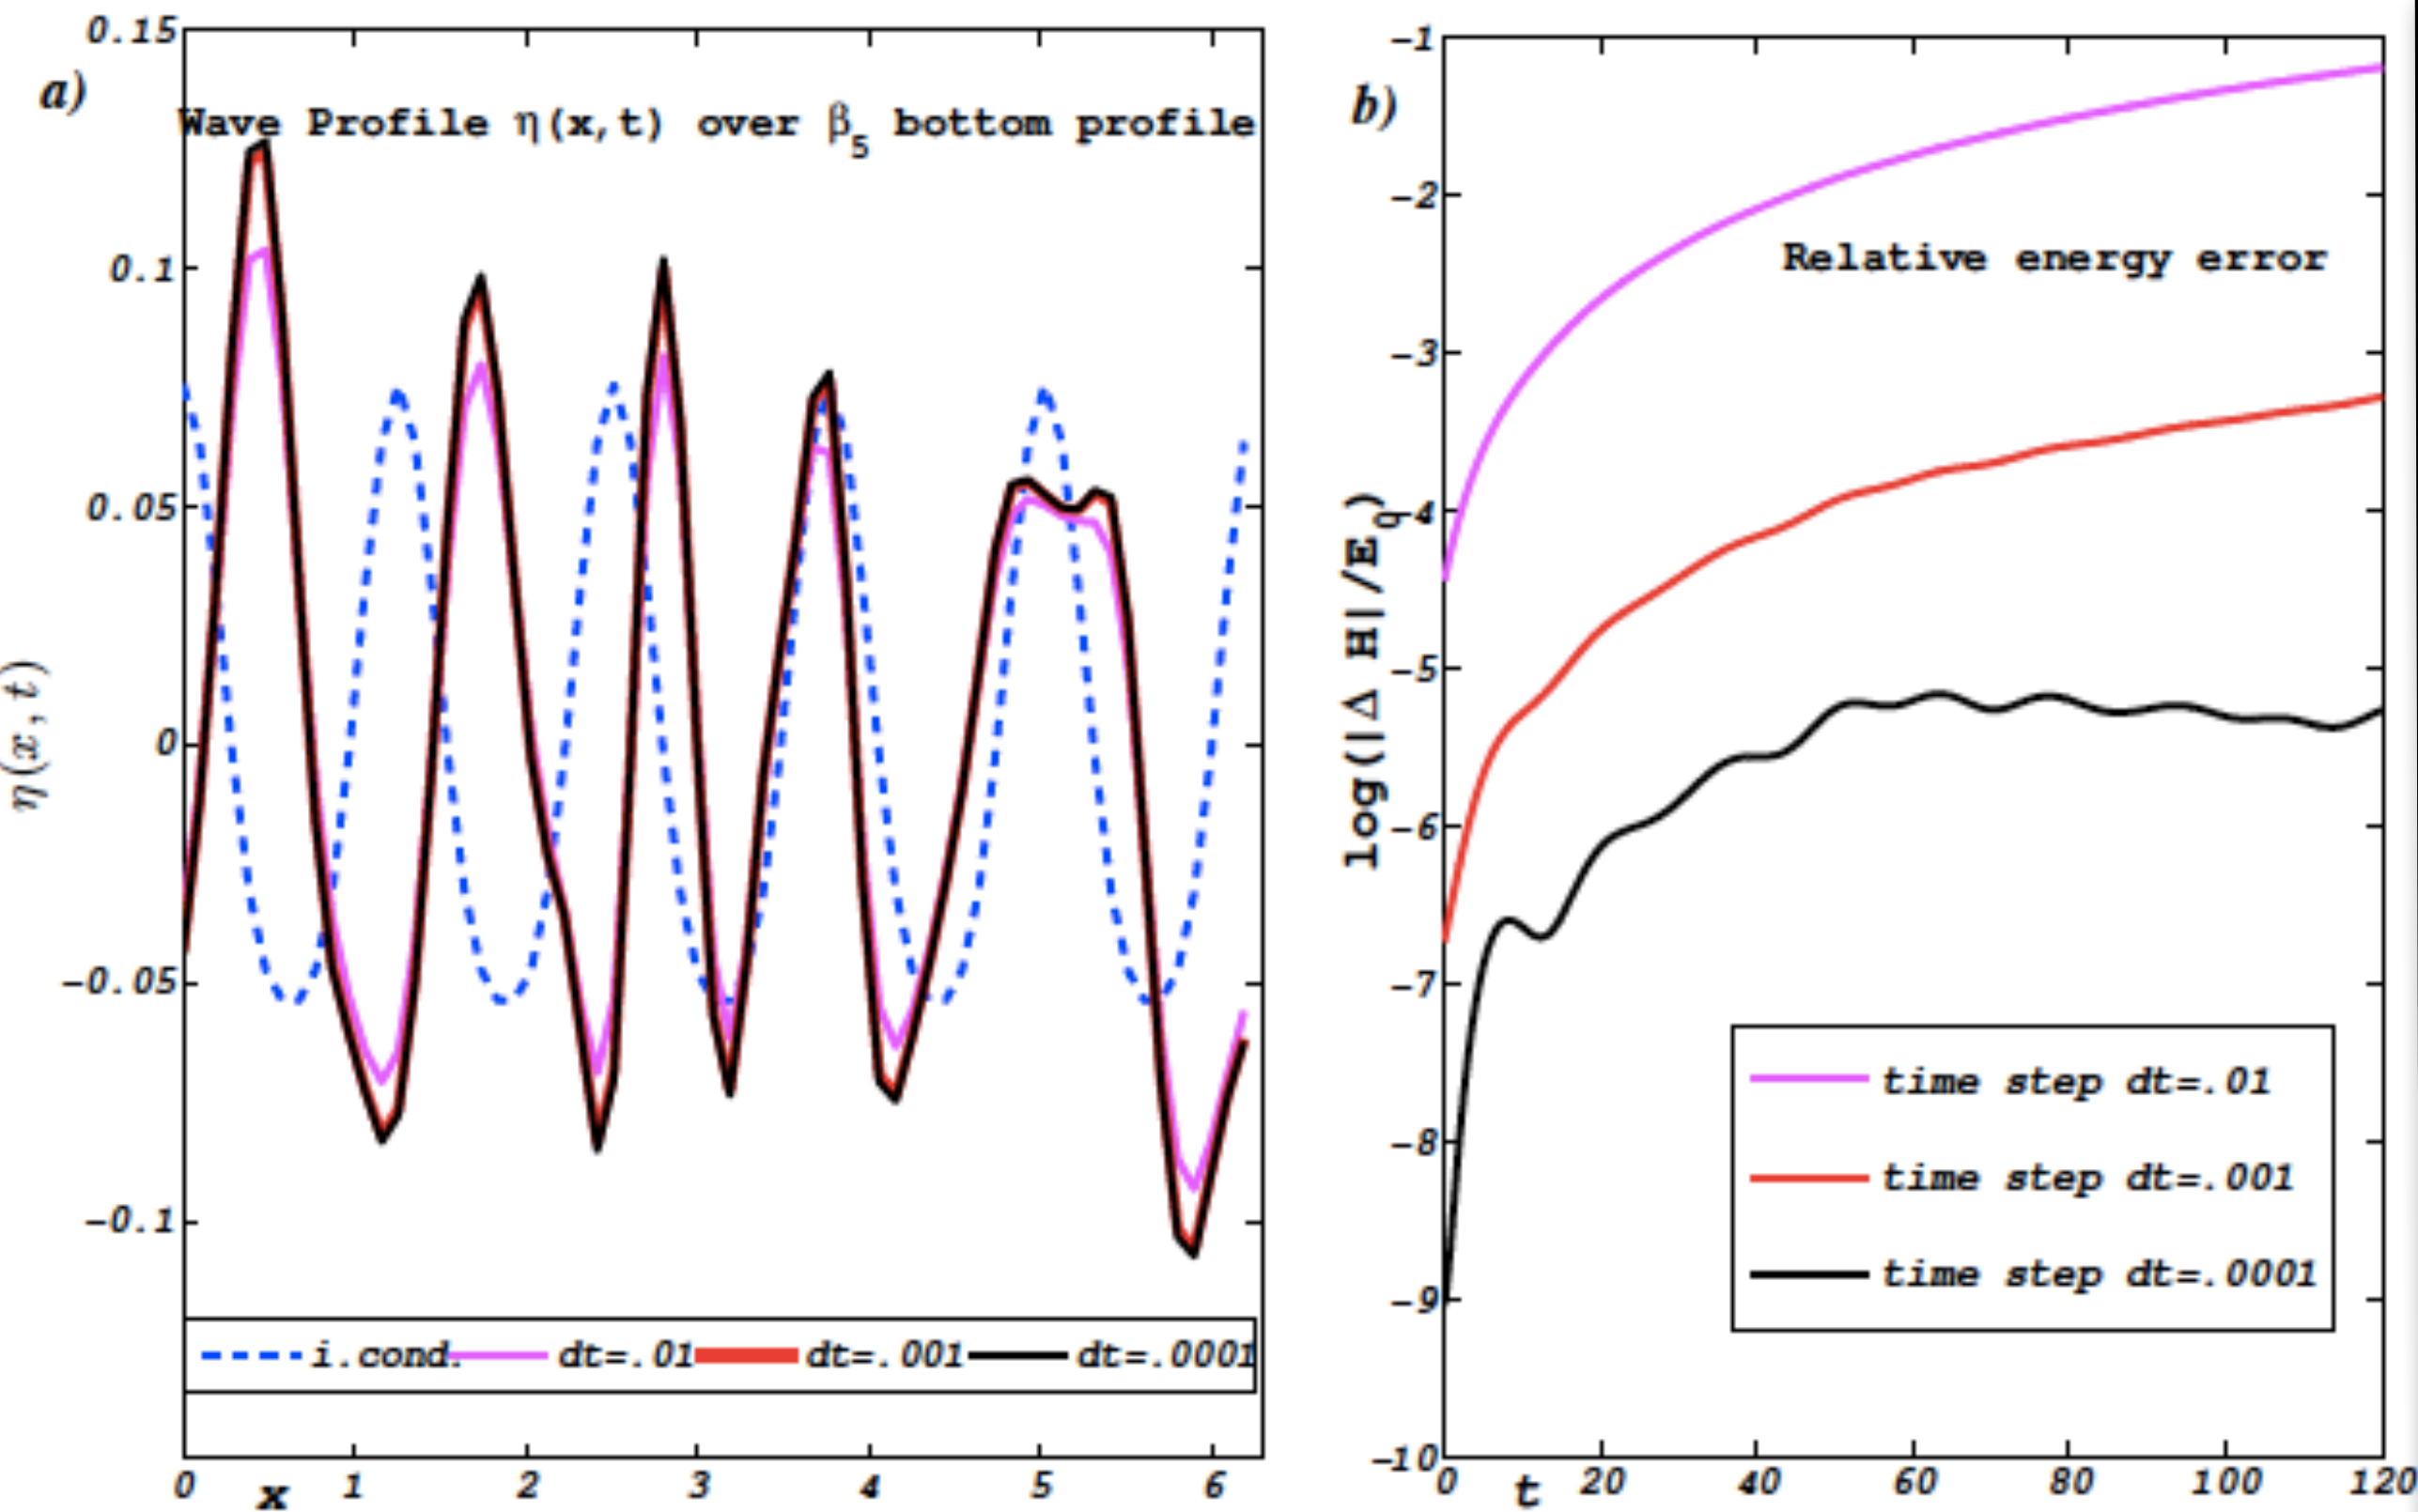 a)
Wave Profile η(x,t) over β5 bottom profile
η(x,t)
0.15
0.1
0.05
0
−0.05
−0.1
i.cond. dt=.01 dt=.001 dt=.0001
0 1 2 3 4 5 6
x
b)
Relative energy error
log(|Δ H|/E0)
−1
−2
−3
−4
−5
−6
−7
−8
−9
−10
time step dt=.01
time step dt=.001
time step dt=.0001
0 20 40 60 80 100 120
t